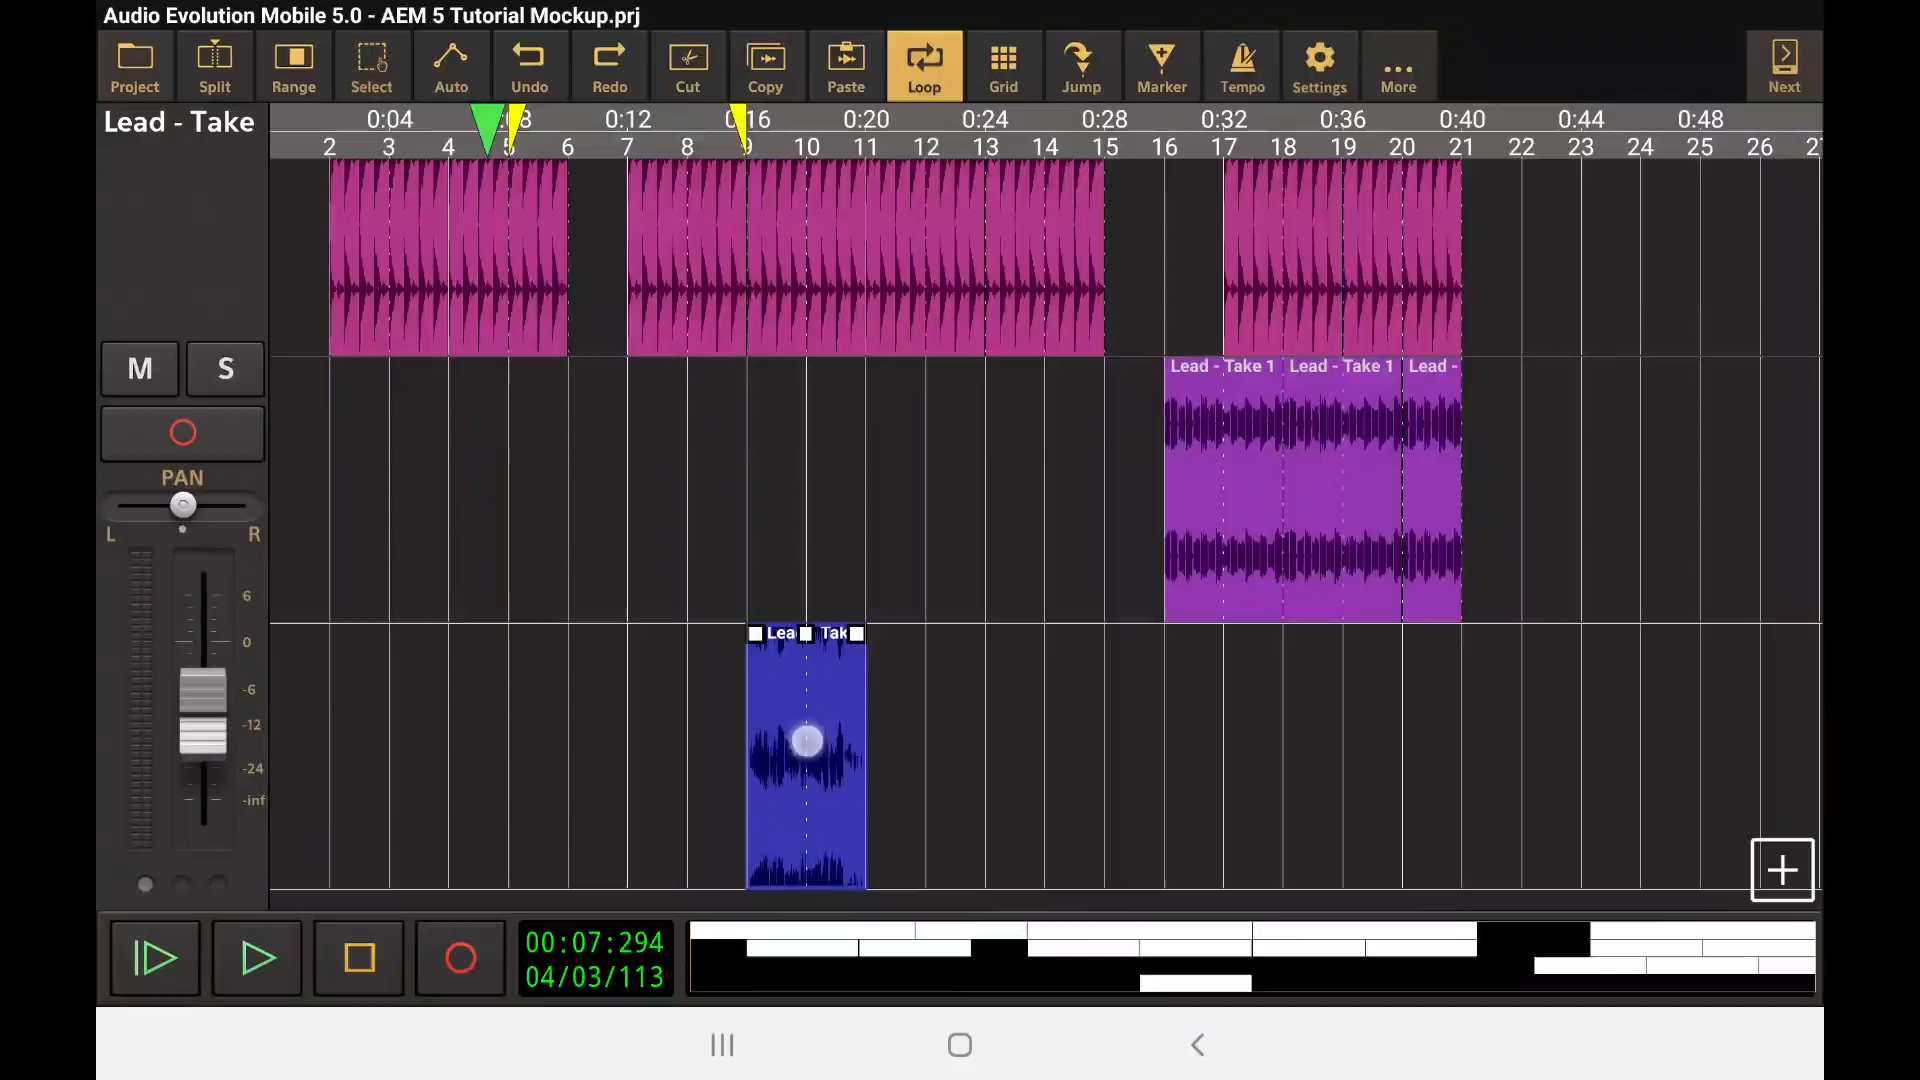 Audio Evolution Mobile 5.0 - AEM 5 Tutorial Mockup.prj
Project Split Range Select Auto Undo Redo Cut Copy Paste Loop Grid Jump Marker Tempo Settings More Next
Lead - Take
0:04 0:12 0:20 0:24 0:28 0:32 0:36 0:40 0:44 0:48
2 3 4 5 6 7 8 9 10 11 12 13 14 15 16 17 18 19 20 21 22 23 24 25 26
M S
Lead - Take 1 Lead - Take 1 Lead -
PAN
L R
6
0
-6
-12
-24
-inf
Lea Tak
00:07:294
04/03/113